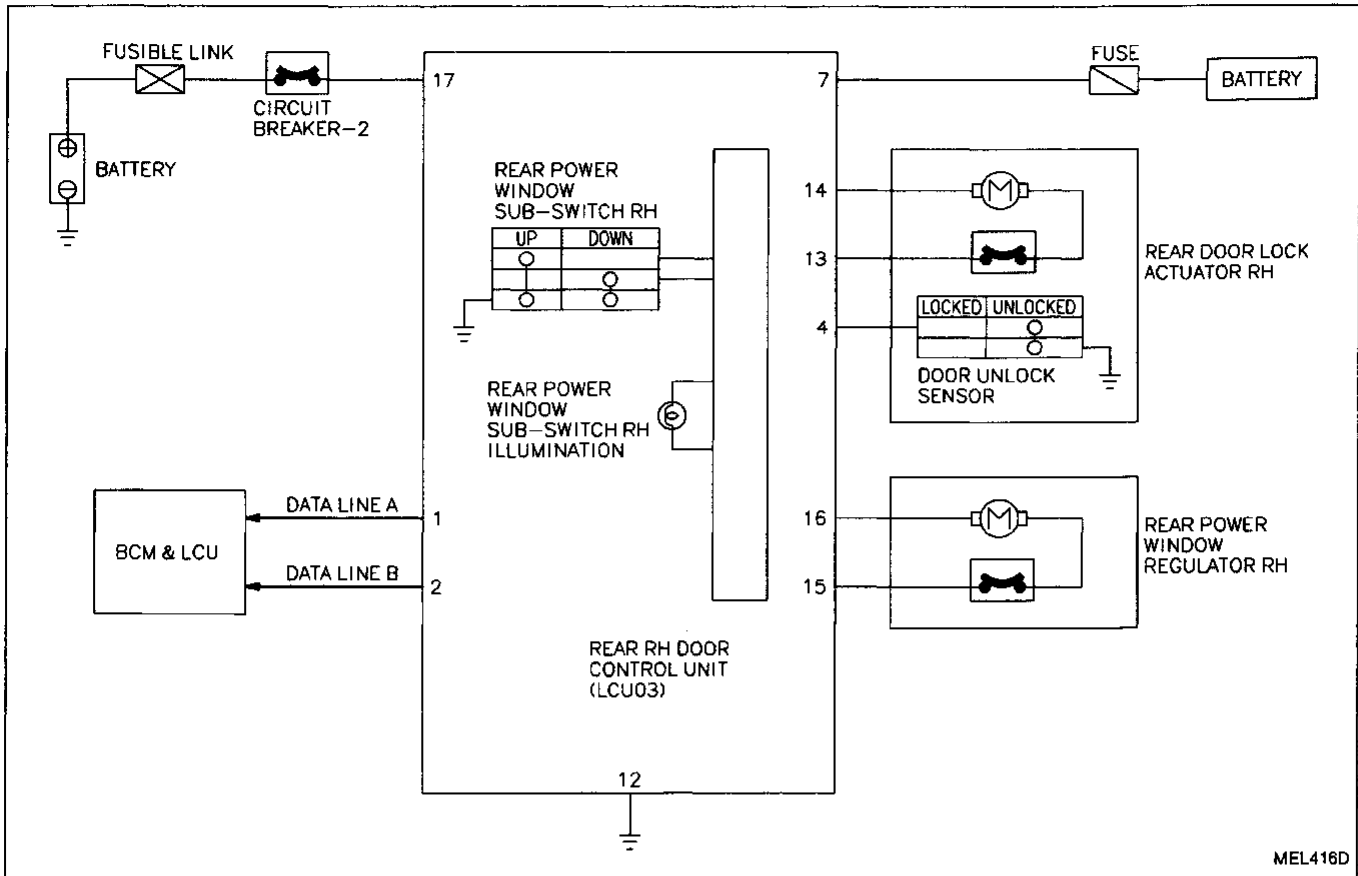 FUSIBLE LINK
17
CIRCUIT
BREAKER-2
BATTERY
7
FUSE
BATTERY
REAR POWER
WINDOW
SUB-SWITCH RH
UP DOWN
14
M
13
REAR DOOR LOCK
ACTUATOR RH
4
LOCKED UNLOCKED
DOOR UNLOCK
SENSOR
REAR POWER
WINDOW
SUB-SWITCH RH
ILLUMINATION
BCM & LCU
DATA LINE A
1
DATA LINE B
2
16
M
15
REAR POWER
WINDOW
REGULATOR RH
REAR RH DOOR
CONTROL UNIT
(LCU03)
12
MEL416D